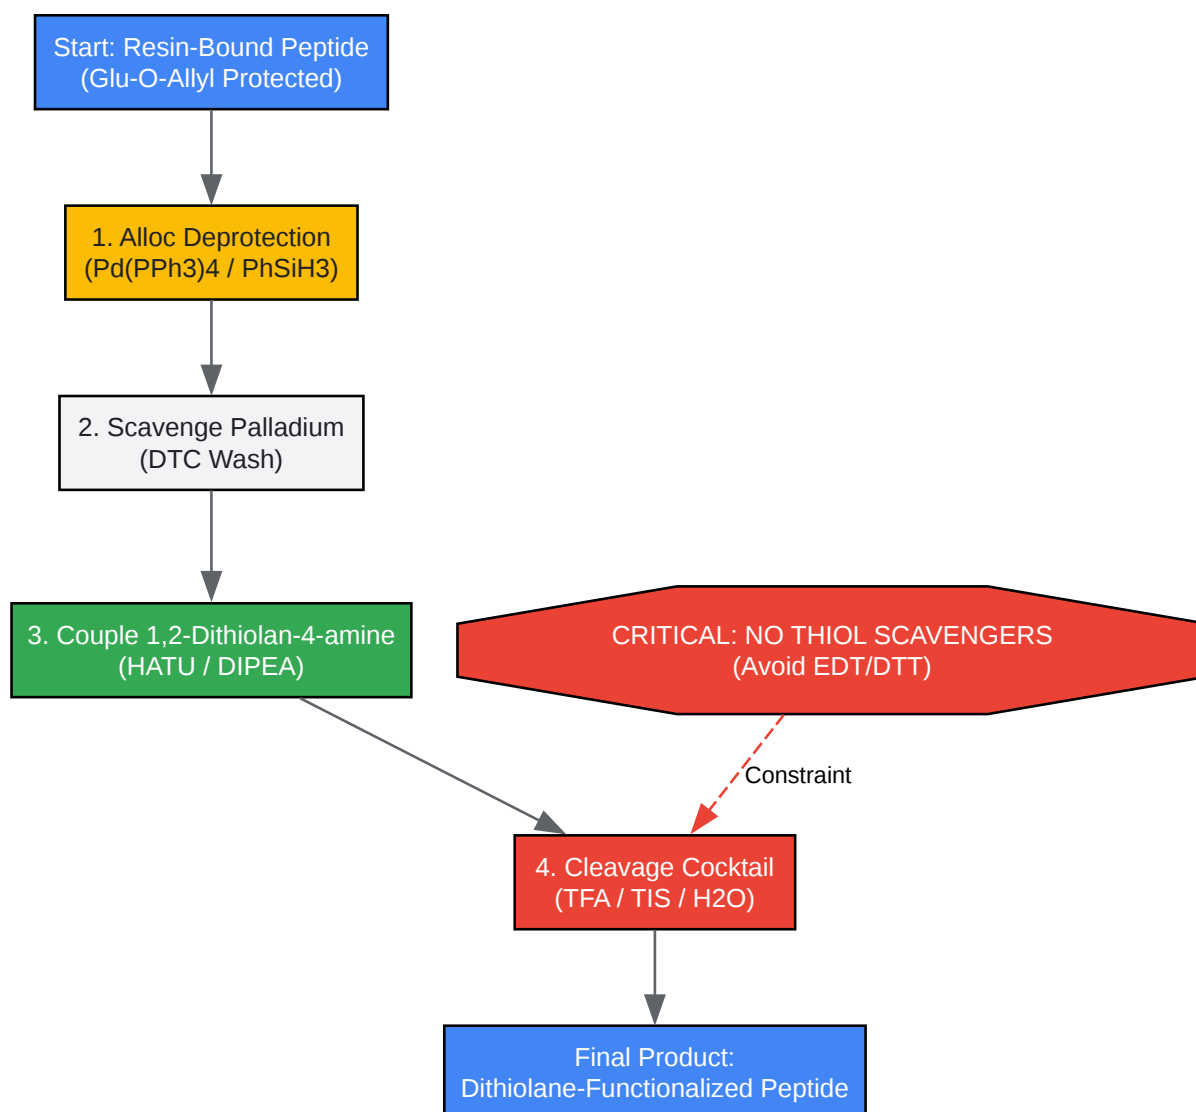 Start: Resin-Bound Peptide
(Glu-O-Allyl Protected)
1. Alloc Deprotection
(Pd(PPh3)4 / PhSiH3)
2. Scavenge Palladium
(DTC Wash)
3. Couple 1,2-Dithiolan-4-amine
(HATU / DIPEA)
CRITICAL: NO THIOL SCAVENGERS
(Avoid EDT/DTT)
Constraint
4. Cleavage Cocktail
(TFA / TIS / H2O)
Final Product:
Dithiolane-Functionalized Peptide